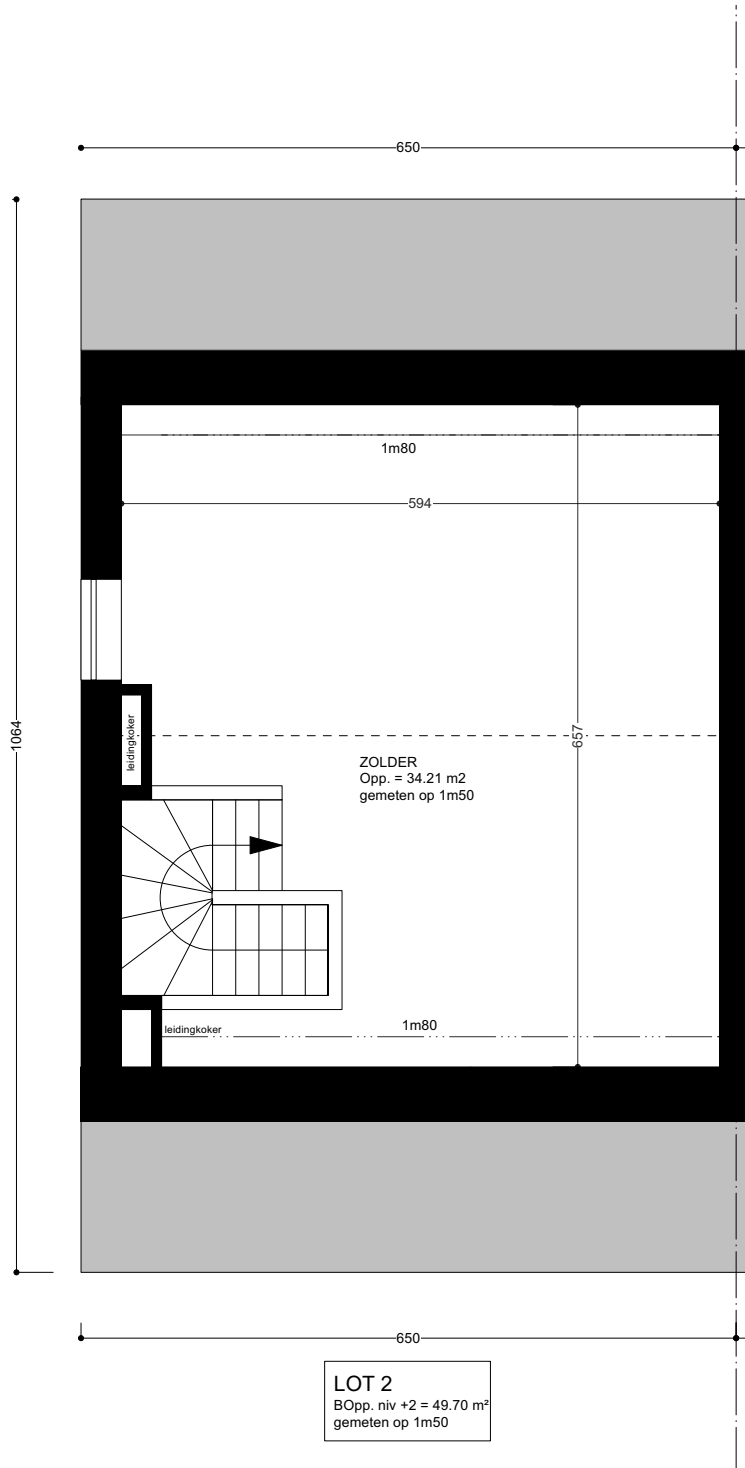 650
1m80
594
1064
657
leidingkoker
ZOLDER
Opp. = 34.21 m2
gemeten op 1m50
leidingkoker
1m80
650
LOT 2
BOpp. niv +2 = 49.70 m²
gemeten op 1m50